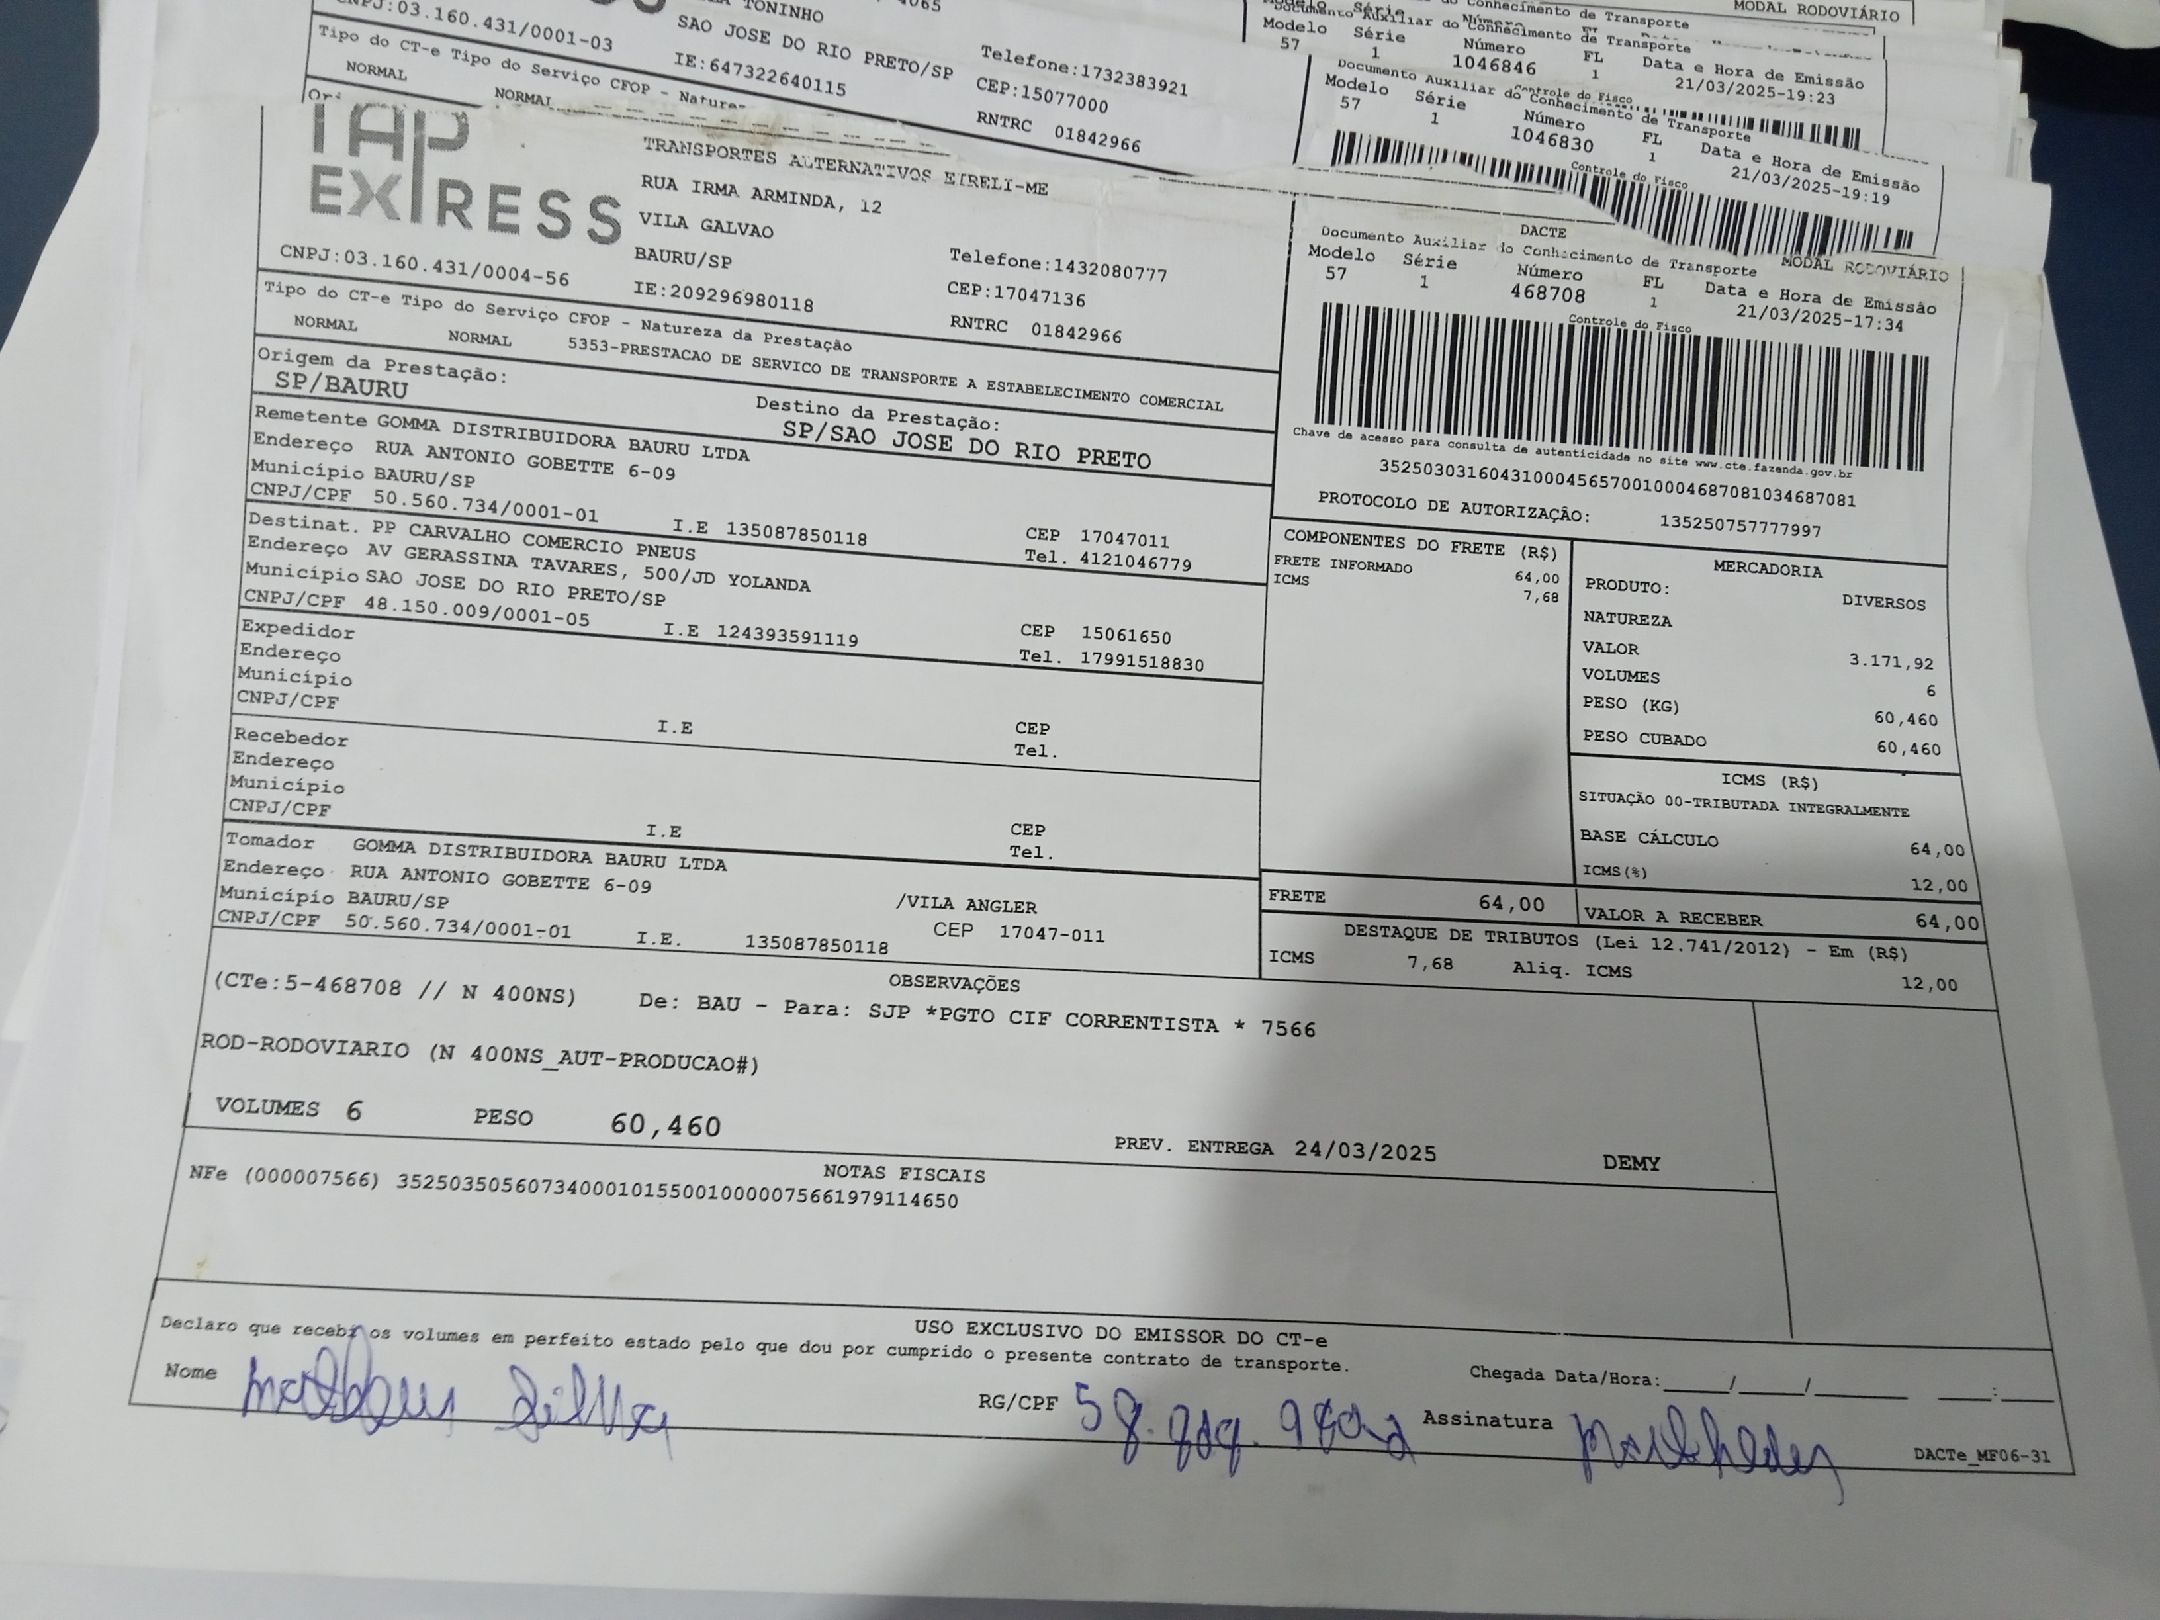 TONINHO
CNPJ:03.160.431/0001-03
SAO JOSE DO RIO PRETO/SP
Telefone:1732383921
IE:647322640115
CEP:15077000
RNTRC 01842966
Tipo do CT-e Tipo do Serviço CFOP -
NORMAL NORMAL
MODAL RODOVIÁRIO
Documento Auxiliar do Conhecimento de Transporte
Modelo Série Número FL Data e Hora de Emissão
57 1 1046846 1 21/03/2025-19:23
Controle do Fisco
Documento Auxiliar do Conhecimento de Transporte
Modelo Série Número FL Data e Hora de Emissão
57 1 1046830 1 21/03/2025-19:19
Controle do Fisco
TAP
EXPRESS
TRANSPORTES ALTERNATIVOS EIRELI-ME
RUA IRMA ARMINDA, 12
VILA GALVAO
BAURU/SP
Telefone:1432080777
CNPJ:03.160.431/0004-56
IE:209296980118
CEP:17047136
RNTRC 01842966
DACTE
Documento Auxiliar do Conhecimento de Transporte MODAL RODOVIÁRIO
Modelo Série Número FL Data e Hora de Emissão
57 1 468708 1 21/03/2025-17:34
Controle do Fisco
Chave de acesso para consulta de autenticidade no site www.cte.fazenda.gov.br
35250303160431000456570010004687081034687081
PROTOCOLO DE AUTORIZAÇÃO: 135250757777997
Tipo do CT-e Tipo do Serviço CFOP - Natureza da Prestação
NORMAL NORMAL 5353-PRESTACAO DE SERVICO DE TRANSPORTE A ESTABELECIMENTO COMERCIAL
Origem da Prestação: Destino da Prestação:
SP/BAURU SP/SAO JOSE DO RIO PRETO
Remetente GOMMA DISTRIBUIDORA BAURU LTDA
Endereço RUA ANTONIO GOBETTE 6-09
Município BAURU/SP CEP 17047011
CNPJ/CPF 50.560.734/0001-01 I.E 135087850118 Tel. 4121046779
Destinat. PP CARVALHO COMERCIO PNEUS
Endereço AV GERASSINA TAVARES, 500/JD YOLANDA
Município SAO JOSE DO RIO PRETO/SP CEP 15061650
CNPJ/CPF 48.150.009/0001-05 I.E 124393591119 Tel. 17991518830
Expedidor
Endereço
Município CEP
CNPJ/CPF I.E Tel.
Recebedor
Endereço
Município CEP
CNPJ/CPF I.E Tel.
Tomador GOMMA DISTRIBUIDORA BAURU LTDA
Endereço RUA ANTONIO GOBETTE 6-09 /VILA ANGLER
Município BAURU/SP CEP 17047-011
CNPJ/CPF 50.560.734/0001-01 I.E. 135087850118
COMPONENTES DO FRETE (R$)
FRETE INFORMADO 64,00
ICMS 7,68
MERCADORIA
PRODUTO: DIVERSOS
NATUREZA
VALOR 3.171,92
VOLUMES 6
PESO (KG) 60,460
PESO CUBADO 60,460
ICMS (R$)
SITUAÇÃO 00-TRIBUTADA INTEGRALMENTE
BASE CÁLCULO 64,00
ICMS(%) 12,00
FRETE 64,00 VALOR A RECEBER 64,00
DESTAQUE DE TRIBUTOS (Lei 12.741/2012) - Em (R$)
ICMS 7,68 Aliq. ICMS 12,00
OBSERVAÇÕES
(CTe:5-468708 // N 400NS) De: BAU - Para: SJP *PGTO CIF CORRENTISTA * 7566
ROD-RODOVIARIO (N 400NS_AUT-PRODUCAO#)
VOLUMES 6 PESO 60,460 PREV. ENTREGA 24/03/2025 DEMY
NOTAS FISCAIS
NFe (000007566) 35250350560734000101550010000075661979114650
USO EXCLUSIVO DO EMISSOR DO CT-e
Declaro que recebi os volumes em perfeito estado pelo que dou por cumprido o presente contrato de transporte.
Nome Matheus Silva RG/CPF Chegada Data/Hora:____/____/____ ____:____
Assinatura Matheus
DACTe_MF06-31